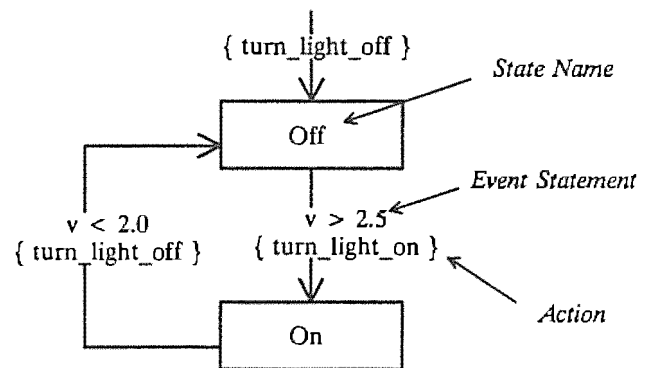 { turn_light_off }
State Name
Off
Event Statement
v < 2.0
{ turn_light_off }
v > 2.5
{ turn_light_on }
Action
On